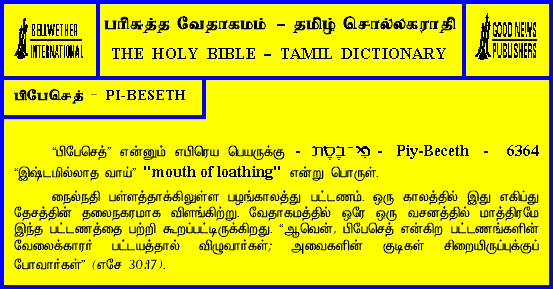 BELLWETHER
INTERNATIONAL
பரிசுத்த வேதாகமம் – தமிழ் சொல்லகராதி
THE HOLY BIBLE – TAMIL DICTIONARY
GOOD NEWS
PUBLISHERS
பிபேசெத் - PI-BESETH
“பிபேசெத்” என்னும் எபிரெய பெயருக்கு - פי־בסת - Piy-Beceth - 6364
“இஷ்டமில்லாத வாய்” "mouth of loathing" என்று பொருள்.
நைல்நதி பள்ளத்தாக்கிலுள்ள பழங்காலத்து பட்டணம். ஒரு காலத்தில் இது எகிப்து
தேசத்தின் தலைநகரமாக விளங்கிற்று. வேதாகமத்தில் ஒரே ஒரு வசனத்தில் மாத்திரமே
இந்த பட்டணத்தை பற்றி கூறப்பட்டிருக்கிறது. “ஆவென், பிபேசெத் என்கிற பட்டணங்களின்
வேலைக்காரர் பட்டயத்தால் விழுவார்கள்; அவைகளின் குடிகள் சிறையிருப்புக்குப்
போவார்கள்” (எசே 30:17).